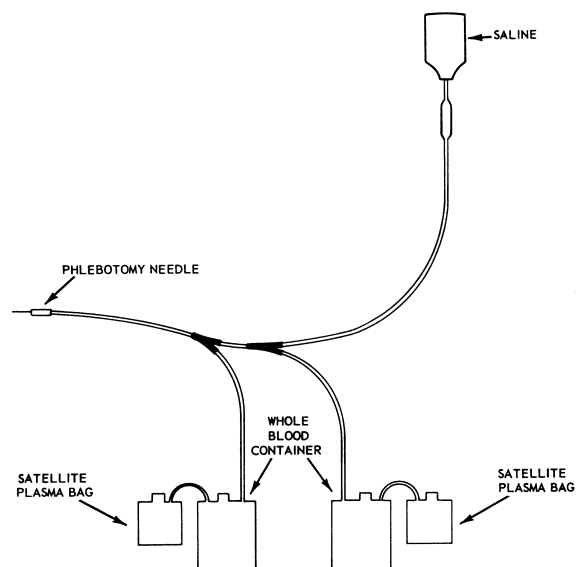 SALINE
PHLEBOTOMY NEEDLE
WHOLE
BLOOD
CONTAINER
SATELLITE
PLASMA BAG
SATELLITE
PLASMA BAG